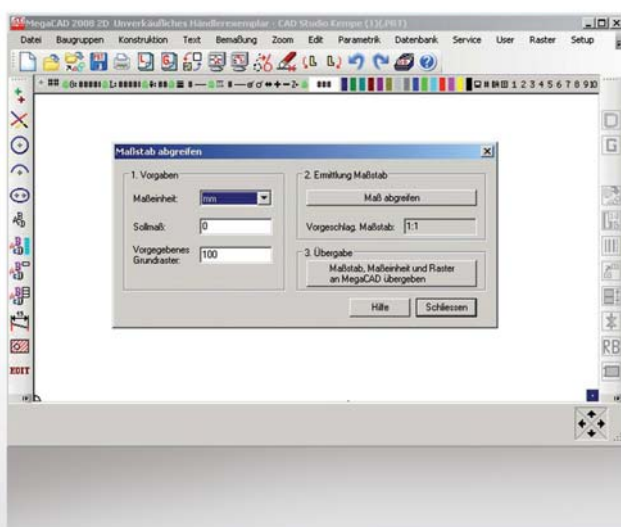 MegaCAD 2008 2D Unverkäufliches Händlerexemplar - CAD Studio Kempe (1)(.PRT)
Datei Baugruppen Konstruktion Text Bemaßung Zoom Edit Parametrik Datenbank Service User Raster Setup
1 2 3 4 5 6 7 8 9 10
Maßstab abgreifen
1. Vorgaben
Maßeinheit: mm
Sollmaß: 0
Vorgegebenes
Grundraster: 100
2. Ermittlung Maßstab
Maß abgreifen
Vorgeschlag. Maßstab: 1:1
3. Übergabe
Maßstab, Maßeinheit und Raster
an MegaCAD übergeben
Hilfe Schliessen
EDIT
D
G
RB